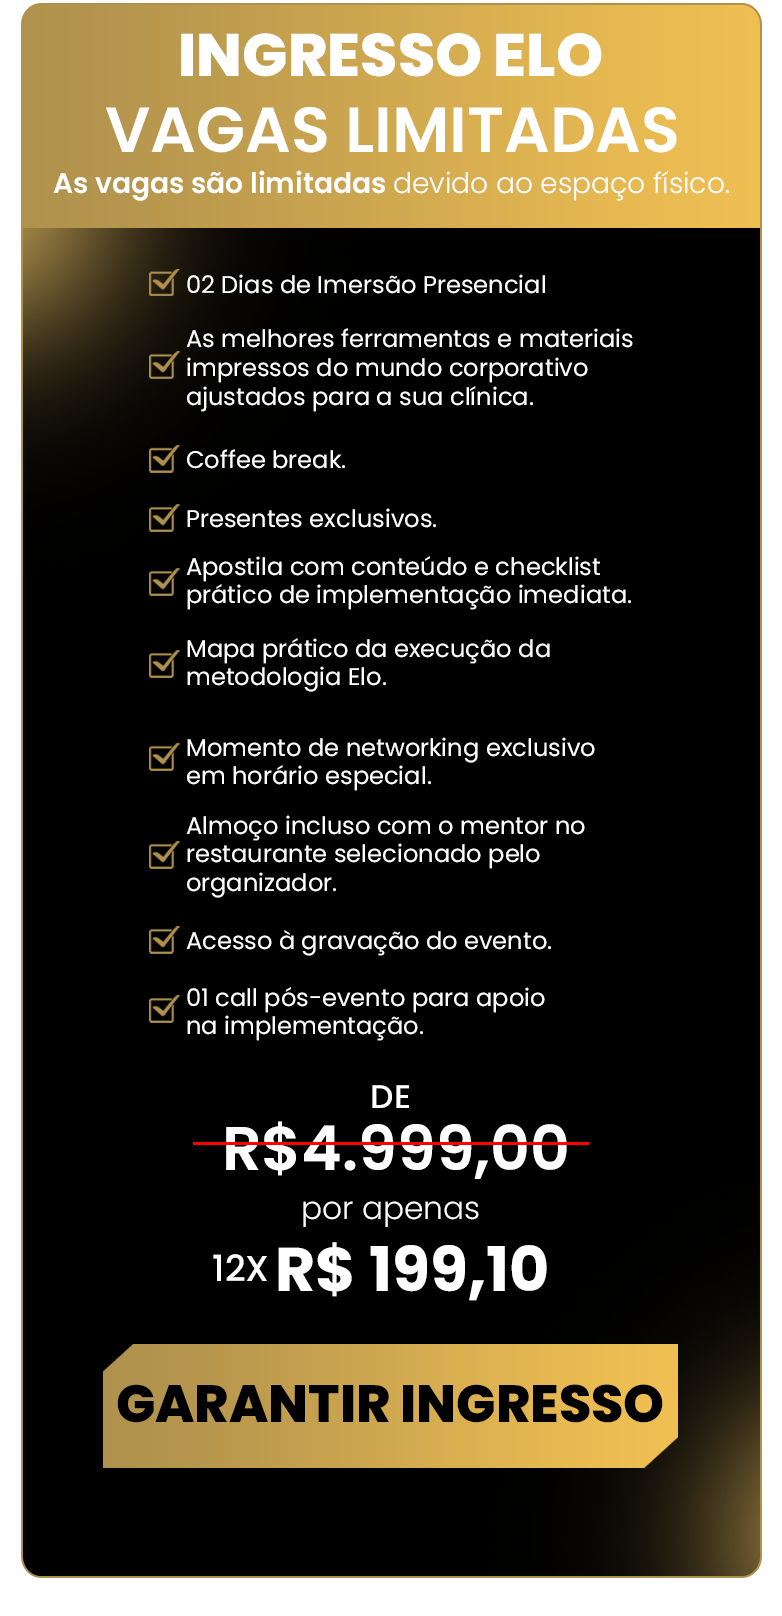 INGRESSO ELO
VAGAS LIMITADAS
As vagas são limitadas devido ao espaço físico.
02 Dias de Imersão Presencial
As melhores ferramentas e materiais
impressos do mundo corporativo
ajustados para a sua clínica.
Coffee break.
Presentes exclusivos.
Apostila com conteúdo e checklist
prático de implementação imediata.
Mapa prático da execução da
metodologia Elo.
Momento de networking exclusivo
em horário especial.
Almoço incluso com o mentor no
restaurante selecionado pelo
organizador.
Acesso à gravação do evento.
01 call pós-evento para apoio
na implementação.
DE
R$4.999,00
por apenas
12X R$ 199,10
GARANTIR INGRESSO